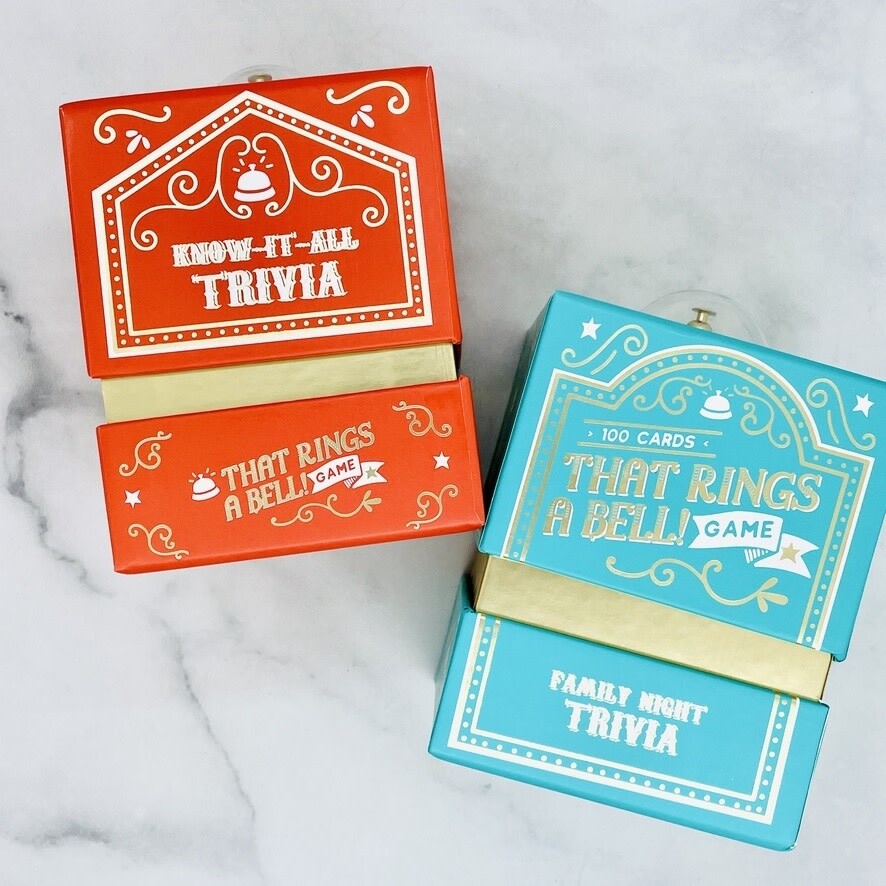 KNOW-IT-ALL
TRIVIA
THAT RINGS
A BELL! GAME
100 CARDS
THAT RINGS
A BELL! GAME
FAMILY NIGHT
TRIVIA